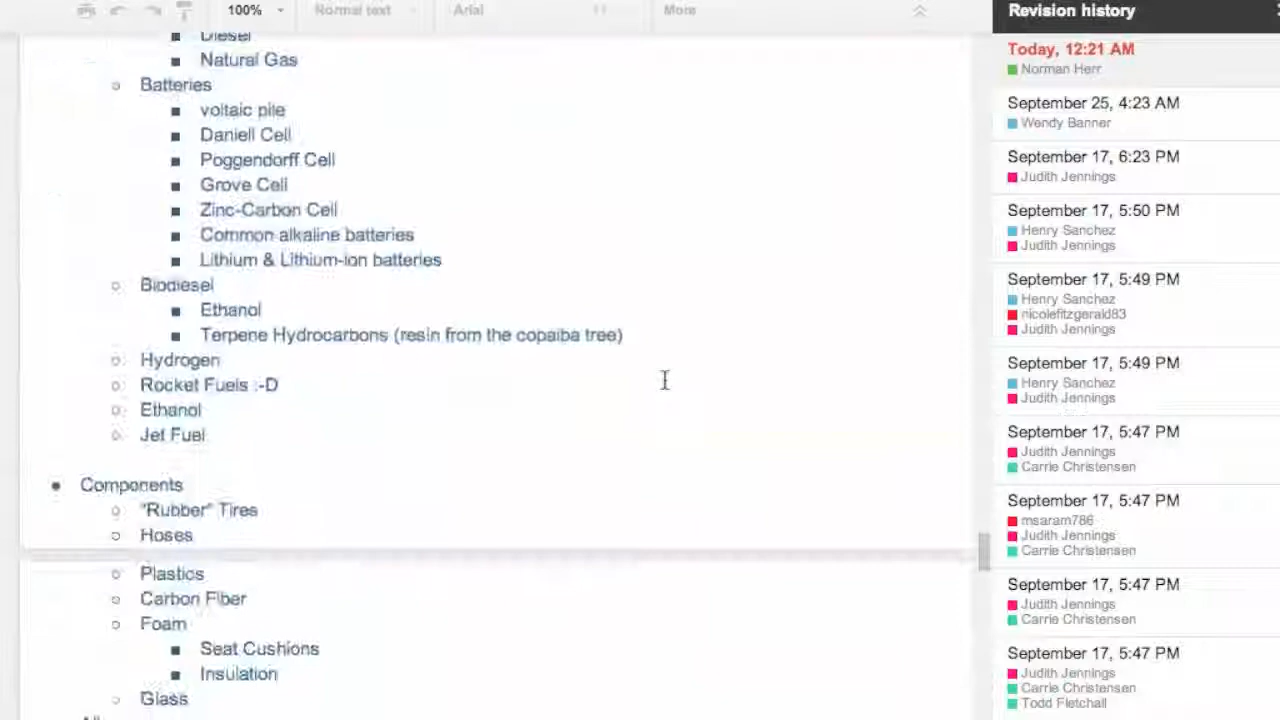 100%
Normal text
Arial
More
Diesel
Natural Gas
Batteries
voltaic pile
Daniell Cell
Poggendorff Cell
Grove Cell
Zinc-Carbon Cell
Common alkaline batteries
Lithium & Lithium-ion batteries
Biodiesel
Ethanol
Terpene Hydrocarbons (resin from the copaiba tree)
Hydrogen
Rocket Fuels :-D
Ethanol
Jet Fuel
Components
"Rubber" Tires
Hoses
Plastics
Carbon Fiber
Foam
Seat Cushions
Insulation
Glass
Revision history
Today, 12:21 AM
Norman Herr
September 25, 4:23 AM
Wendy Banner
September 17, 6:23 PM
Judith Jennings
September 17, 5:50 PM
Henry Sanchez
Judith Jennings
September 17, 5:49 PM
Henry Sanchez
nicolefitzgerald83
Judith Jennings
September 17, 5:49 PM
Henry Sanchez
Judith Jennings
September 17, 5:47 PM
Judith Jennings
Carrie Christensen
September 17, 5:47 PM
msaram786
Judith Jennings
Carrie Christensen
September 17, 5:47 PM
Judith Jennings
Carrie Christensen
September 17, 5:47 PM
Judith Jennings
Carrie Christensen
Todd Fletchall